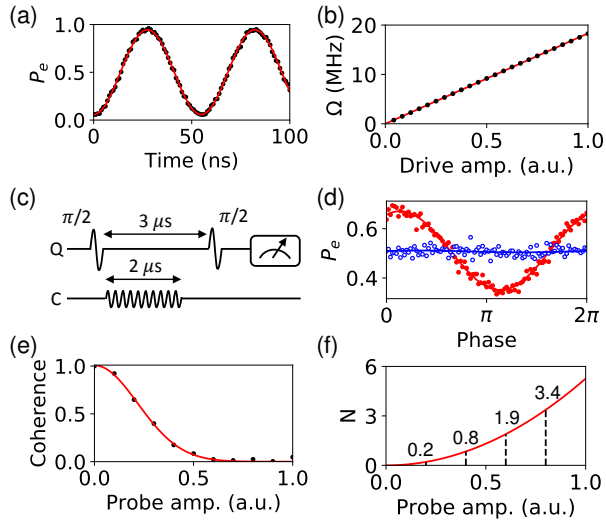 (a)
1.0
0.5
0.0
P_e
0
50
100
Time (ns)
(b)
20
10
0
Ω (MHz)
0.0
0.5
1.0
Drive amp. (a.u.)
(c)
π/2
3 μs
π/2
Q
2 μs
C
(d)
0.6
0.4
P_e
0
π
2π
Phase
(e)
1.0
0.5
0.0
Coherence
0.0
0.5
1.0
Probe amp. (a.u.)
(f)
6
3
0
N
0.2
0.8
1.9
3.4
0.0
0.5
1.0
Probe amp. (a.u.)